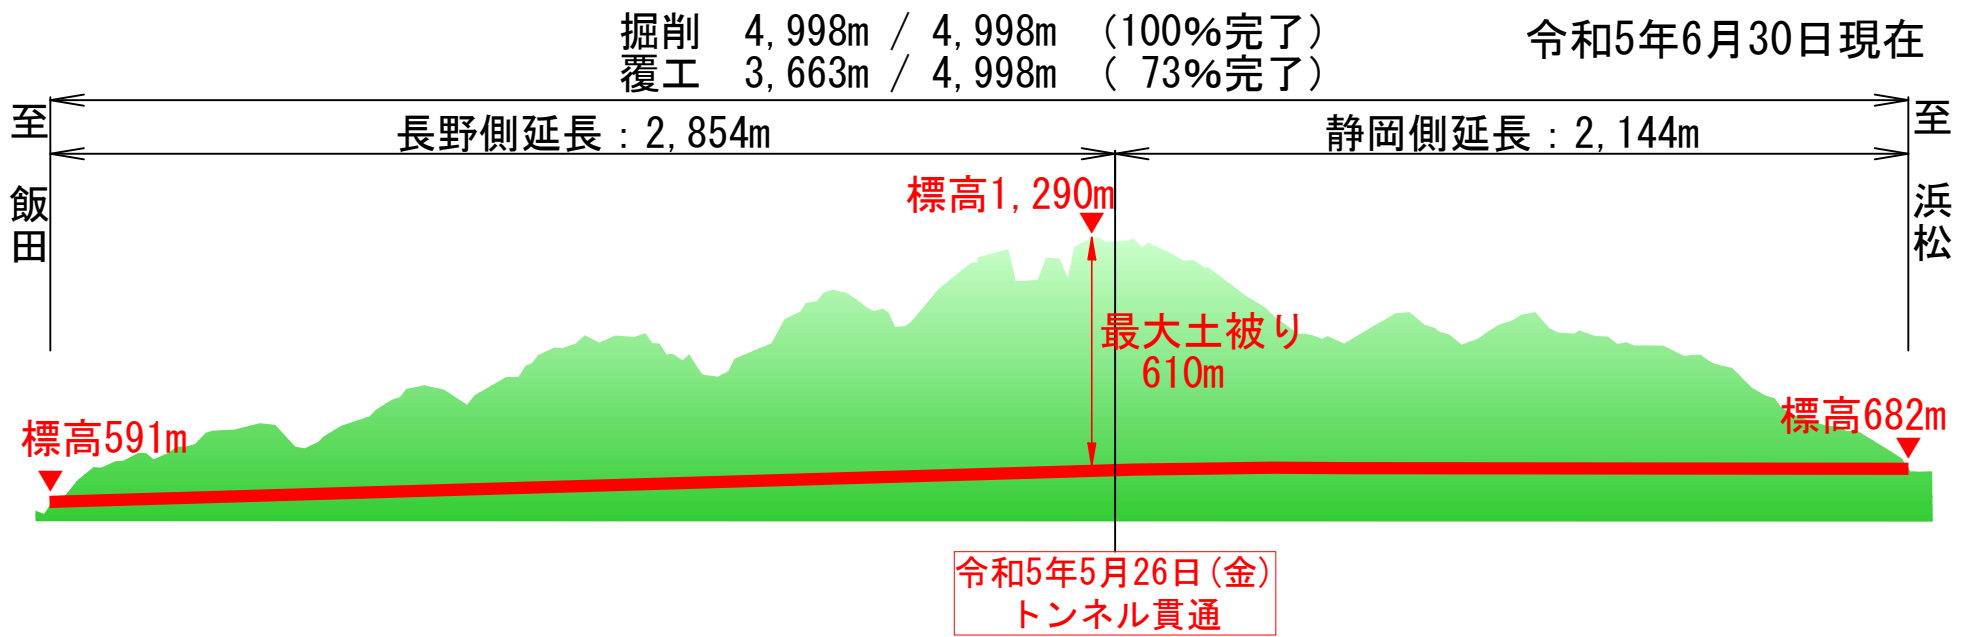 掘削 4,998m / 4,998m (100%完了)
令和5年6月30日現在
覆工 3,663m / 4,998m ( 73%完了)
至 飯田
長野側延長：2,854m
静岡側延長：2,144m
至 浜松
標高1,290m
最大土被り
610m
標高591m
標高682m
令和5年5月26日(金)
トンネル貫通